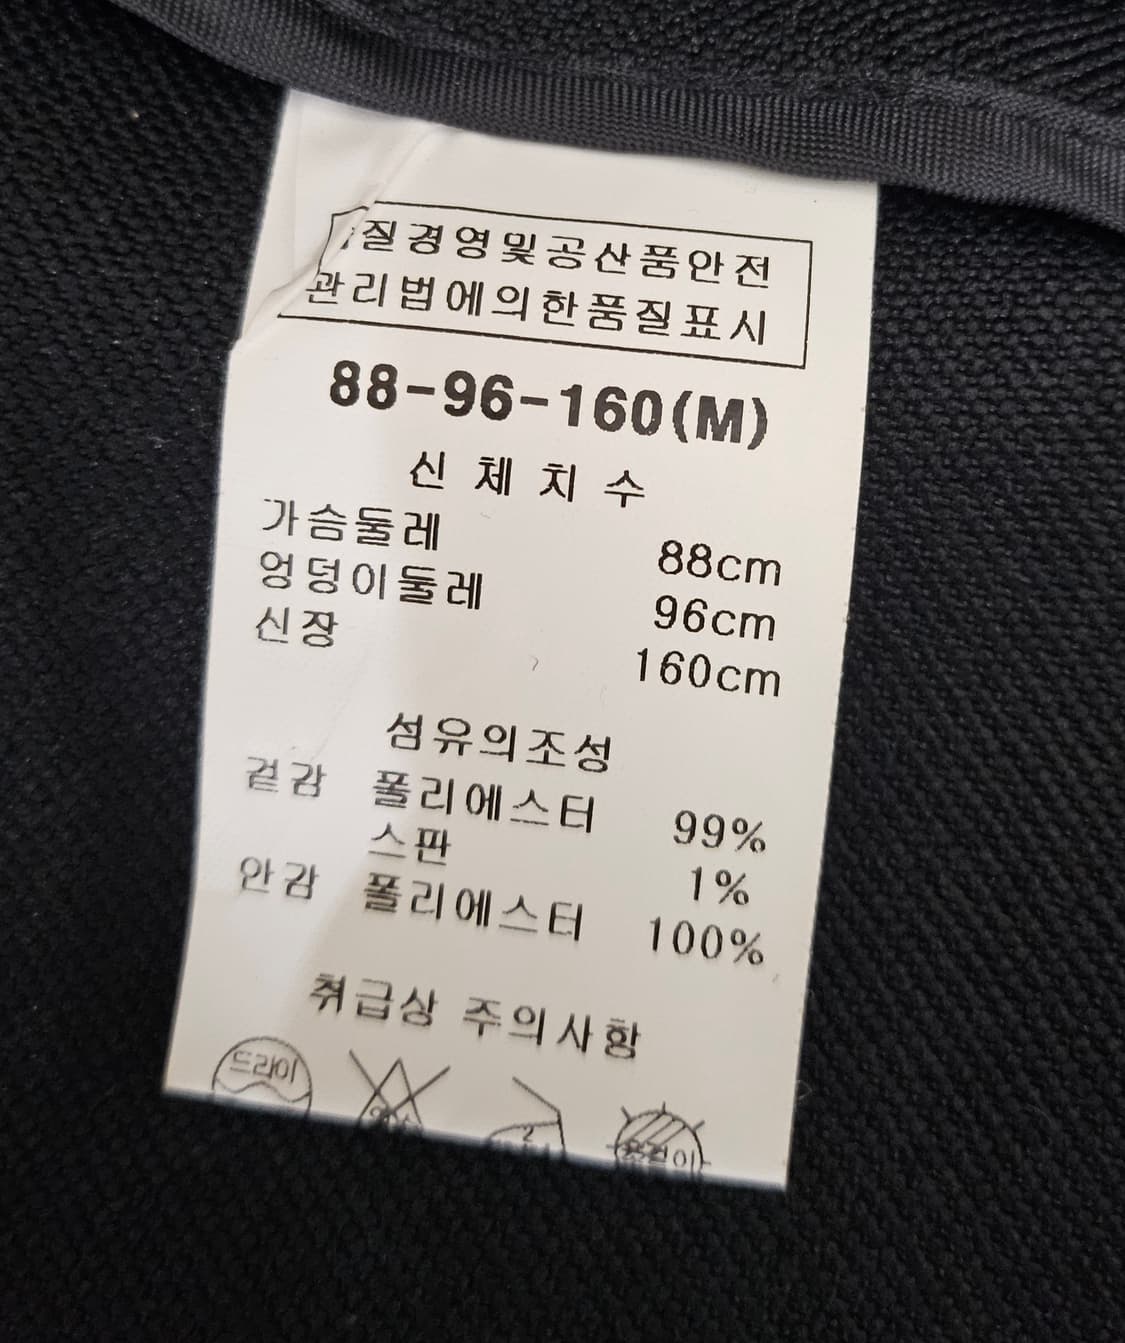 질경영및공산품안전
관리법에의한품질표시
88-96-160(M)
신체치수
가슴둘레 88cm
엉덩이둘레 96cm
신장 160cm
섬유의조성
겉감 폴리에스터 99%
스판 1%
안감 폴리에스터 100%
취급상 주의사항
드라이